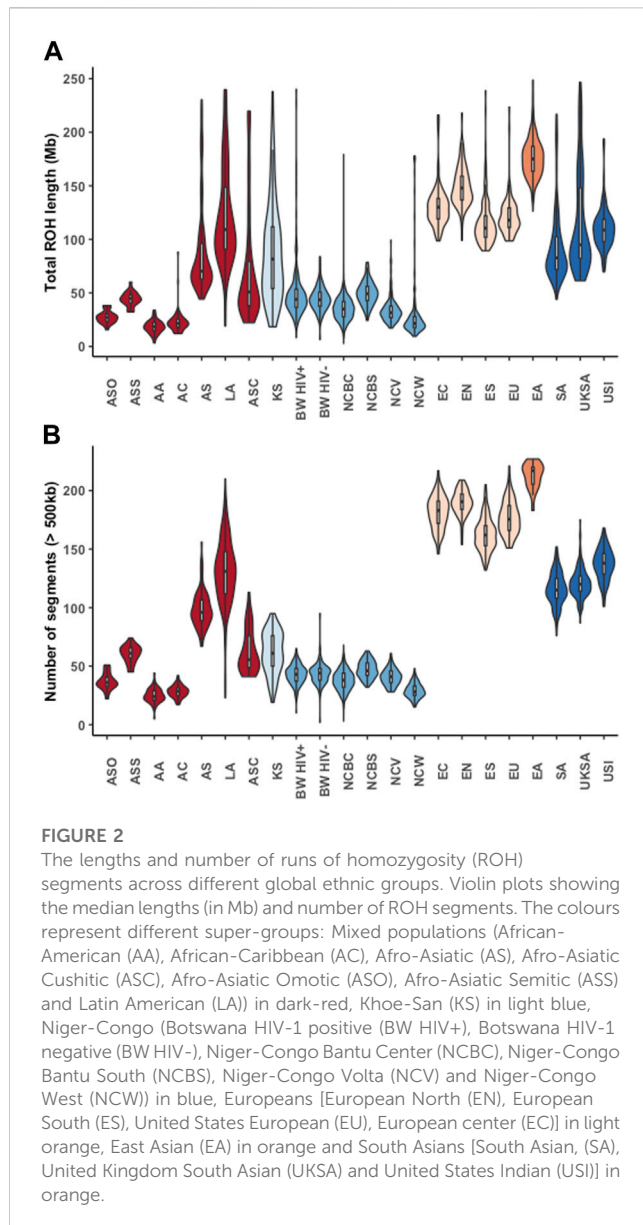 A
Total ROH length (Mb)
250
200
150
100
50
0
ASO ASS AA AC AS LA ASC KS BW HIV+ BW HIV- NCBC NCBS NCV NCW EC EN ES EU EA SA UKSA USI
B
Number of segments (> 500kb)
200
150
100
50
0
ASO ASS AA AC AS LA ASC KS BW HIV+ BW HIV- NCBC NCBS NCV NCW EC EN ES EU EA SA UKSA USI
FIGURE 2
The lengths and number of runs of homozygosity (ROH)
segments across different global ethnic groups. Violin plots showing
the median lengths (in Mb) and number of ROH segments. The colours
represent different super-groups: Mixed populations (African-
American (AA), African-Caribbean (AC), Afro-Asiatic (AS), Afro-Asiatic
Cushitic (ASC), Afro-Asiatic Omotic (ASO), Afro-Asiatic Semitic (ASS)
and Latin American (LA)) in dark-red, Khoe-San (KS) in light blue,
Niger-Congo (Botswana HIV-1 positive (BW HIV+), Botswana HIV-1
negative (BW HIV-), Niger-Congo Bantu Center (NCBC), Niger-Congo
Bantu South (NCBS), Niger-Congo Volta (NCV) and Niger-Congo
West (NCW)) in blue, Europeans [European North (EN), European
South (ES), United States European (EU), European center (EC)] in light
orange, East Asian (EA) in orange and South Asians [South Asian, (SA),
United Kingdom South Asian (UKSA) and United States Indian (USI)] in
orange.